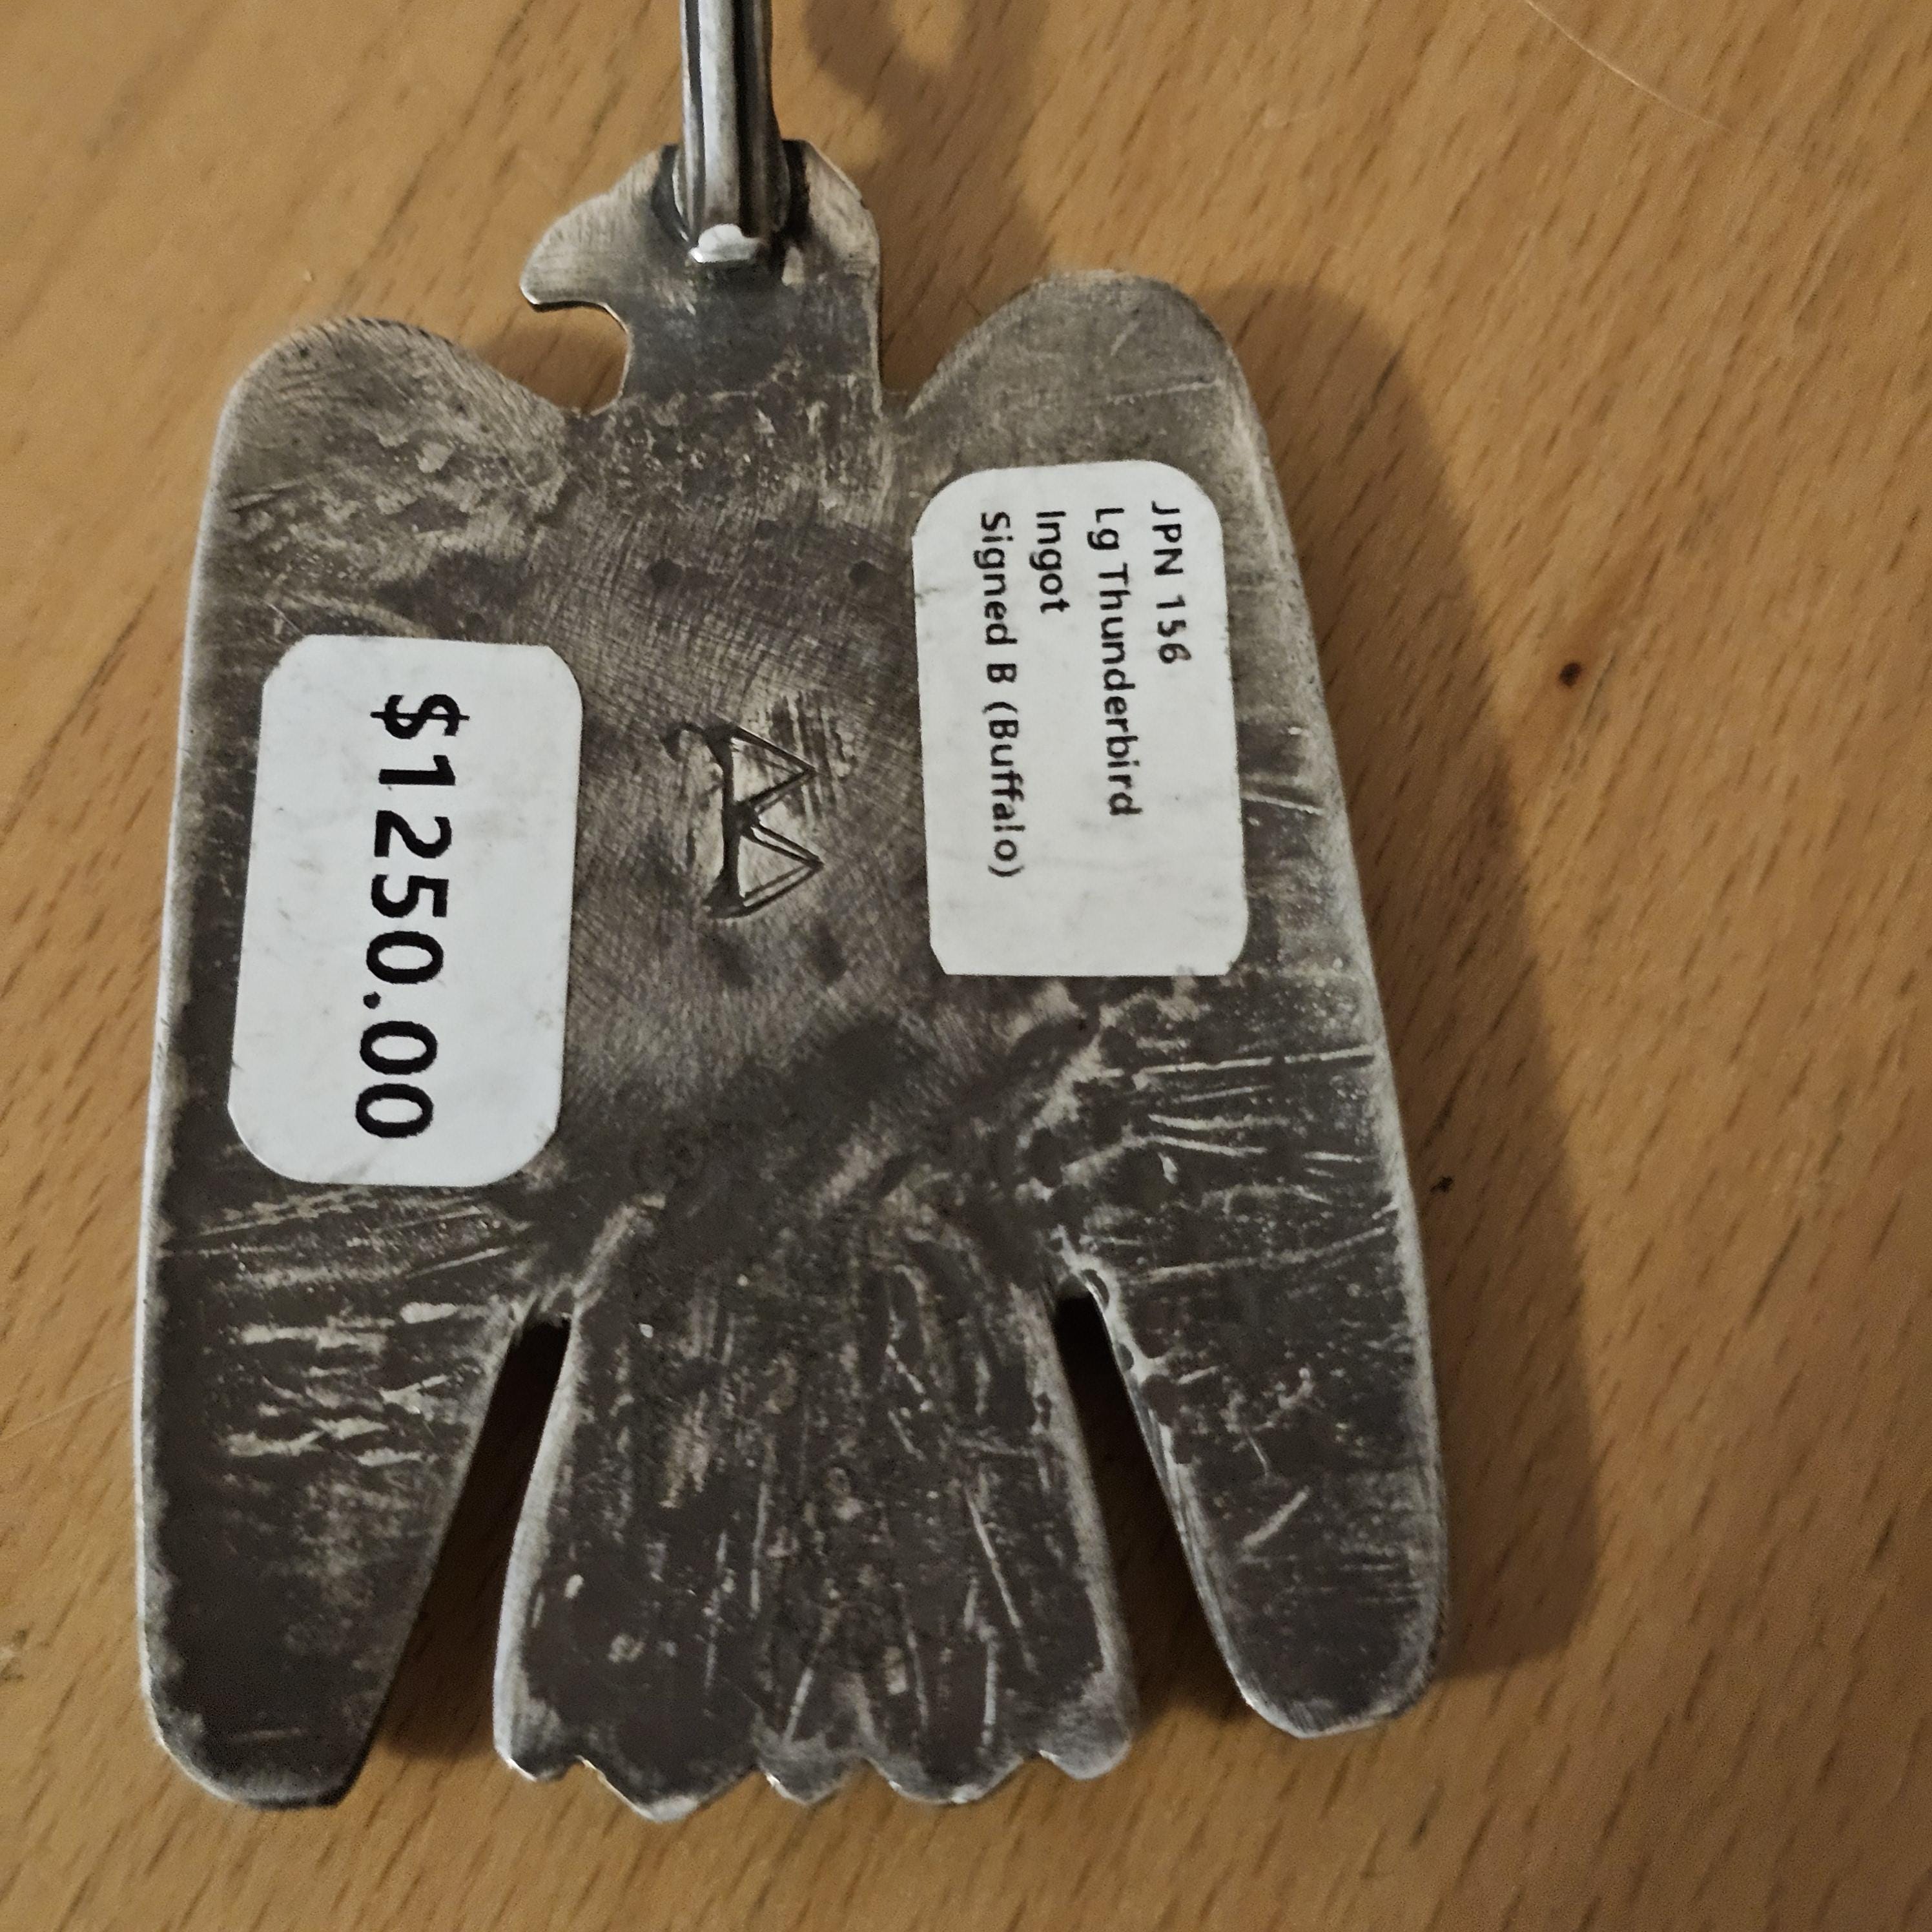 JPN 156
Lg Thunderbird
Ingot
Signed B (Buffalo)
$1250.00
B